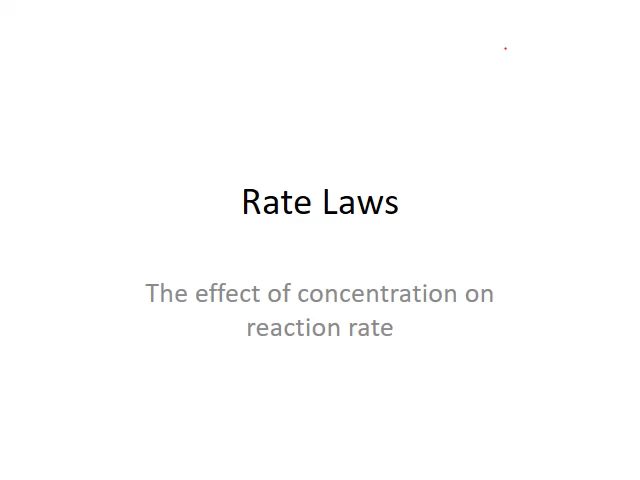 Rate Laws
The effect of concentration on
reaction rate